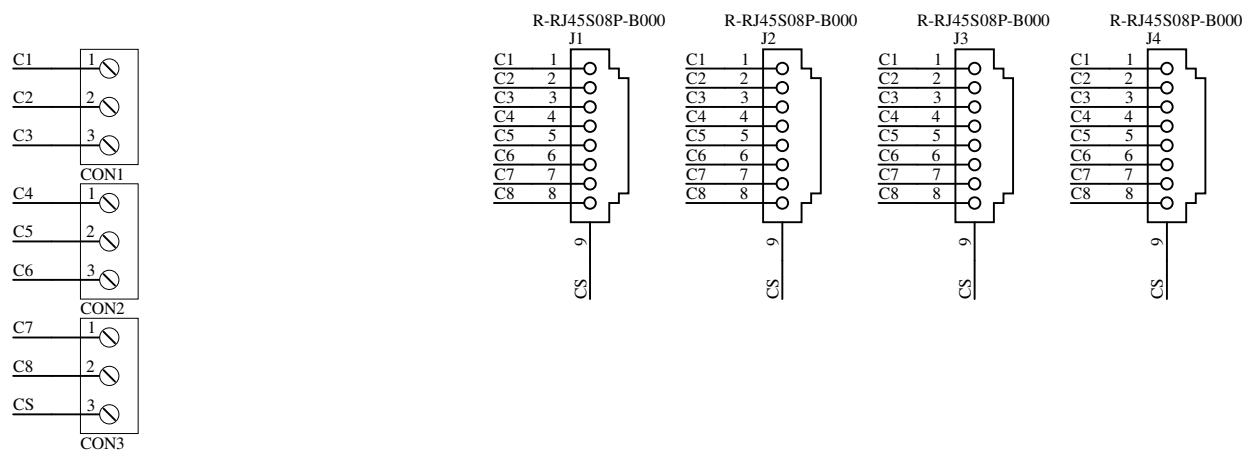 R-RJ45S08P-B000 R-RJ45S08P-B000 R-RJ45S08P-B000 R-RJ45S08P-B000
J1 J2 J3 J4
C1 1 C1 1 C1 1 C1 1 C1 1
C2 2 C2 2 C2 2 C2 2
C2 2 C3 3 C3 3 C3 3 C3 3
C4 4 C4 4 C4 4 C4 4
C3 3 C5 5 C5 5 C5 5 C5 5
C6 6 C6 6 C6 6 C6 6
CON1 C7 7 C7 7 C7 7 C7 7
C4 1 C8 8 C8 8 C8 8 C8 8
C5 2 9 9 9 9
C6 3 CS CS CS CS
CON2
C7 1
C8 2
CS 3
CON3